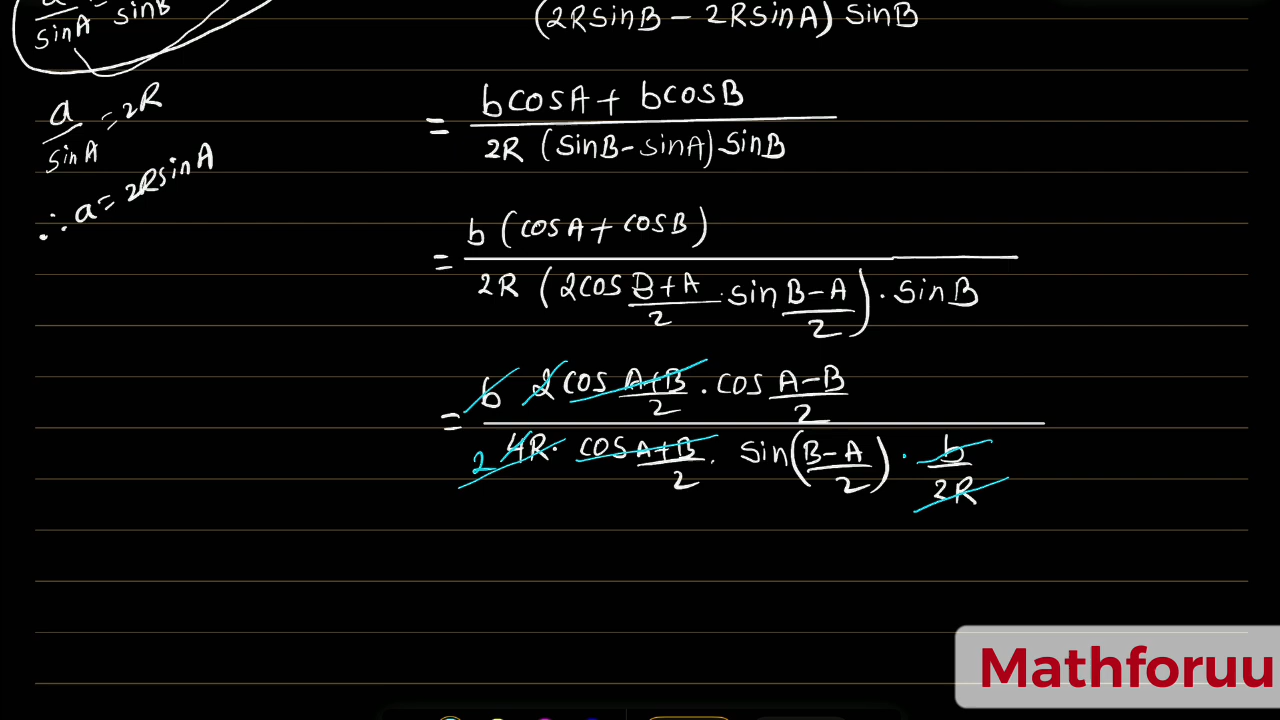 sinA sinB
(2RsinB - 2RsinA) SinB
a/sinA = 2R
∴ a = 2RsinA
= (bcosA + bcosB)/(2R (SinB - sinA) SinB)
= b (cosA + cosB)/(2R (2cos (B+A)/2 . sin (B-A)/2) . sinB)
= b 2cos (A+B)/2 . cos (A-B)/2 / (2 4R. cos (A+B)/2 . sin((B-A)/2) . b/2R)
Mathforuu